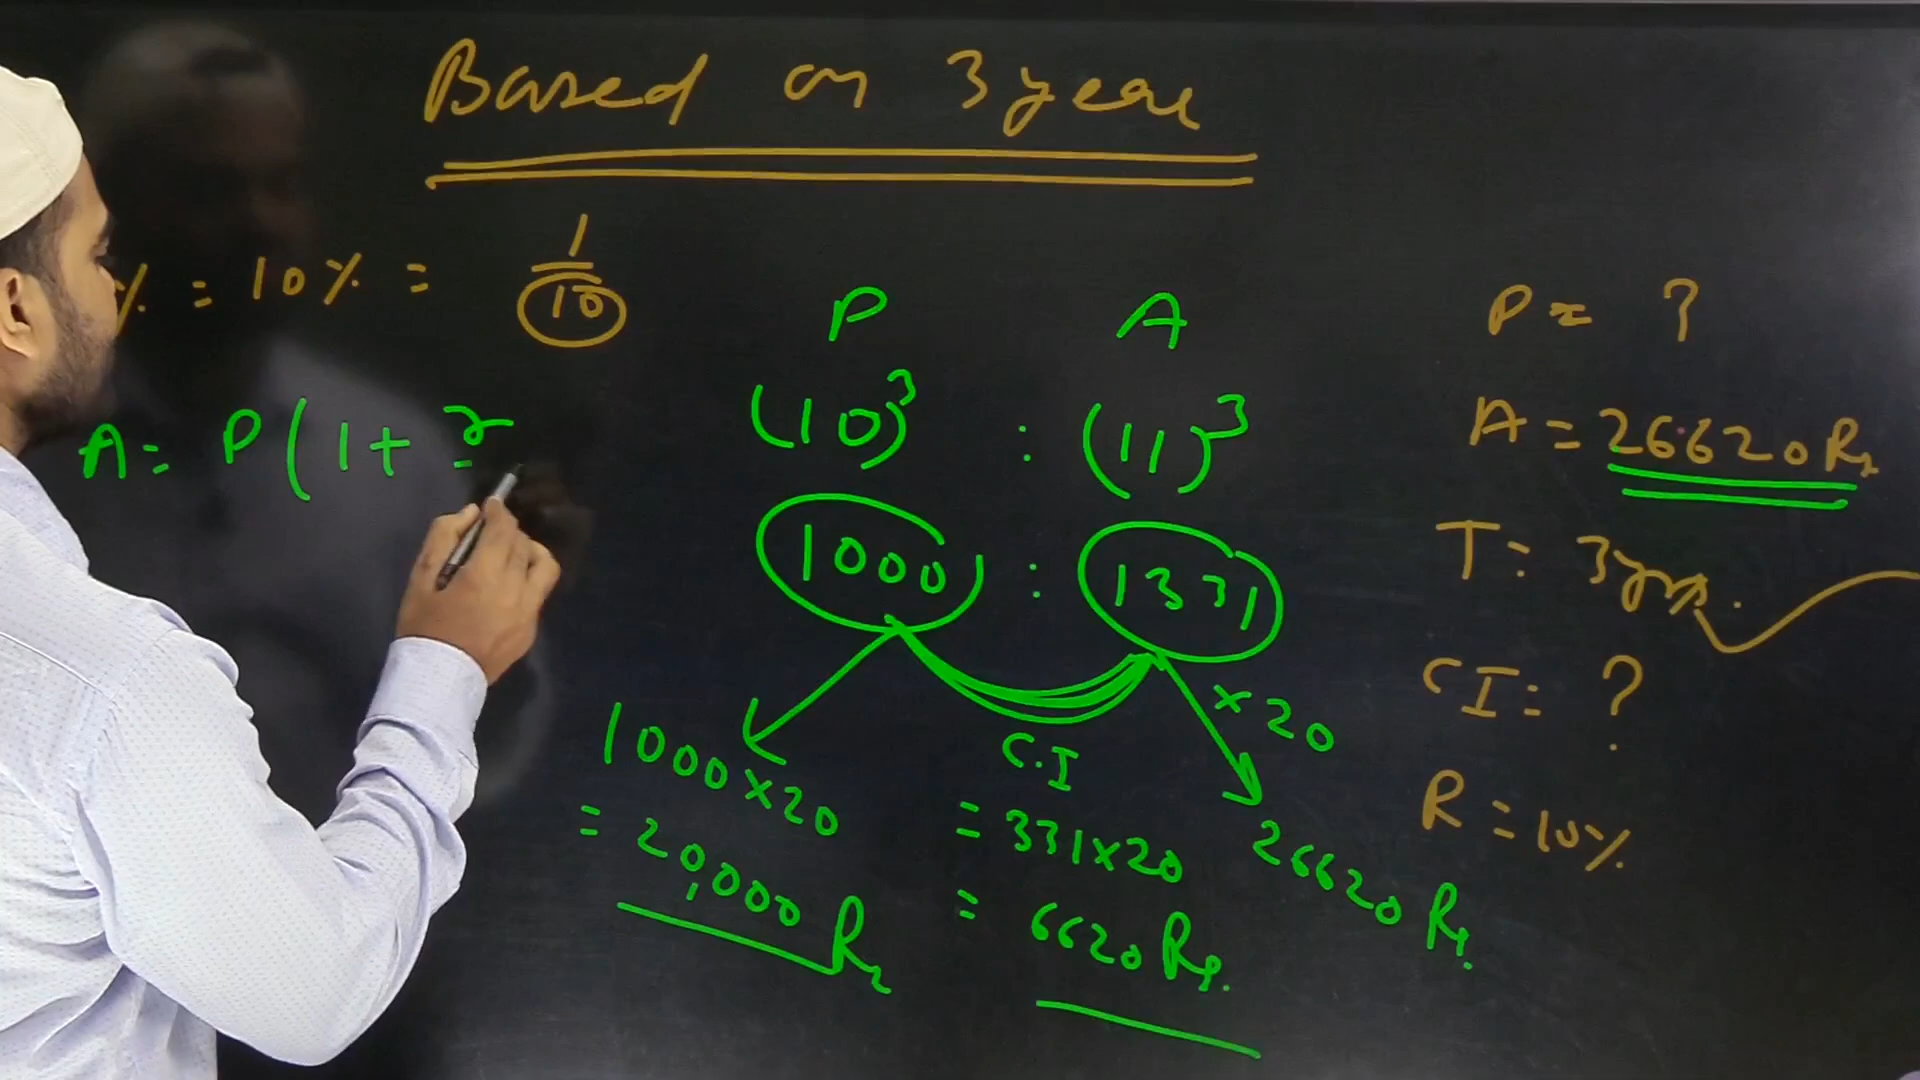 Based on 3 year
% = 10% = 1/10
P A
(10)³ : (11)³
1000 : 1331
A = P(1 + r
C.I
×20
1000×20
= 20,000 Rs
= 331×20
= 6620 Rs.
26620 Rs.
P = ?
A = 26620 Rs
T = 3yrs.
CI = ?
R = 10%